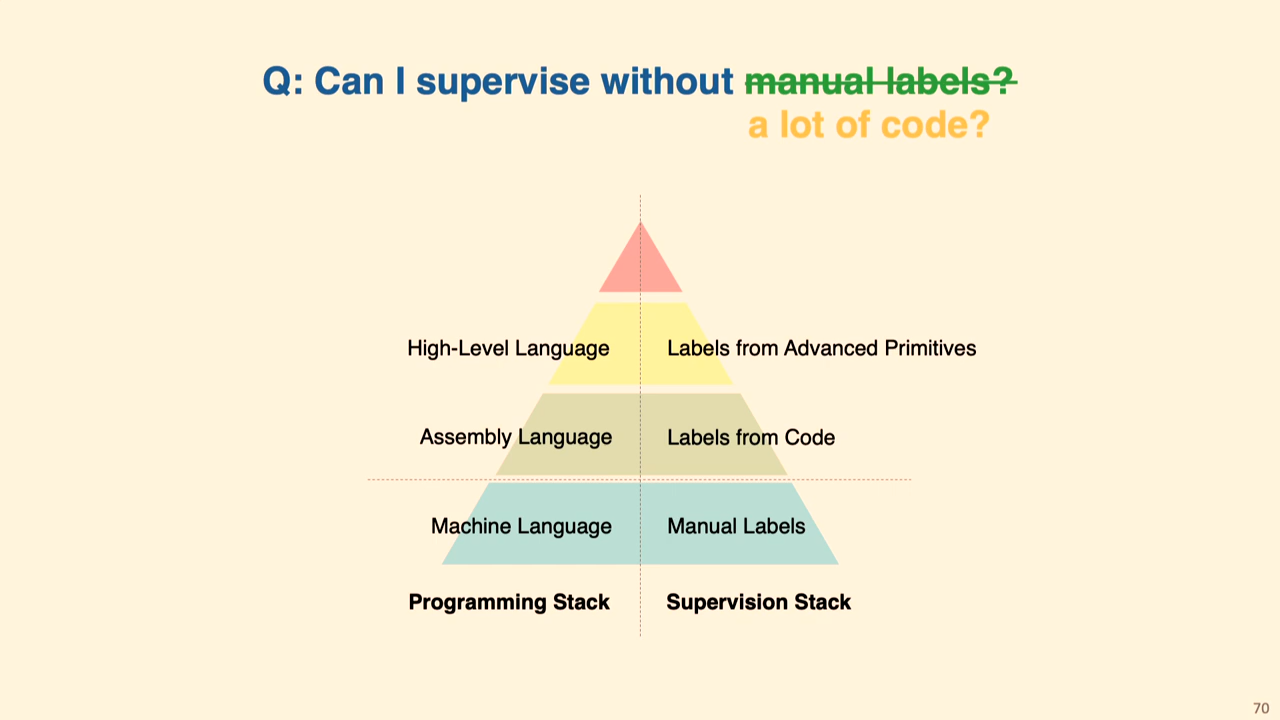 Q: Can I supervise without manual labels?
a lot of code?
High-Level Language
Labels from Advanced Primitives
Assembly Language
Labels from Code
Machine Language
Manual Labels
Programming Stack
Supervision Stack
70